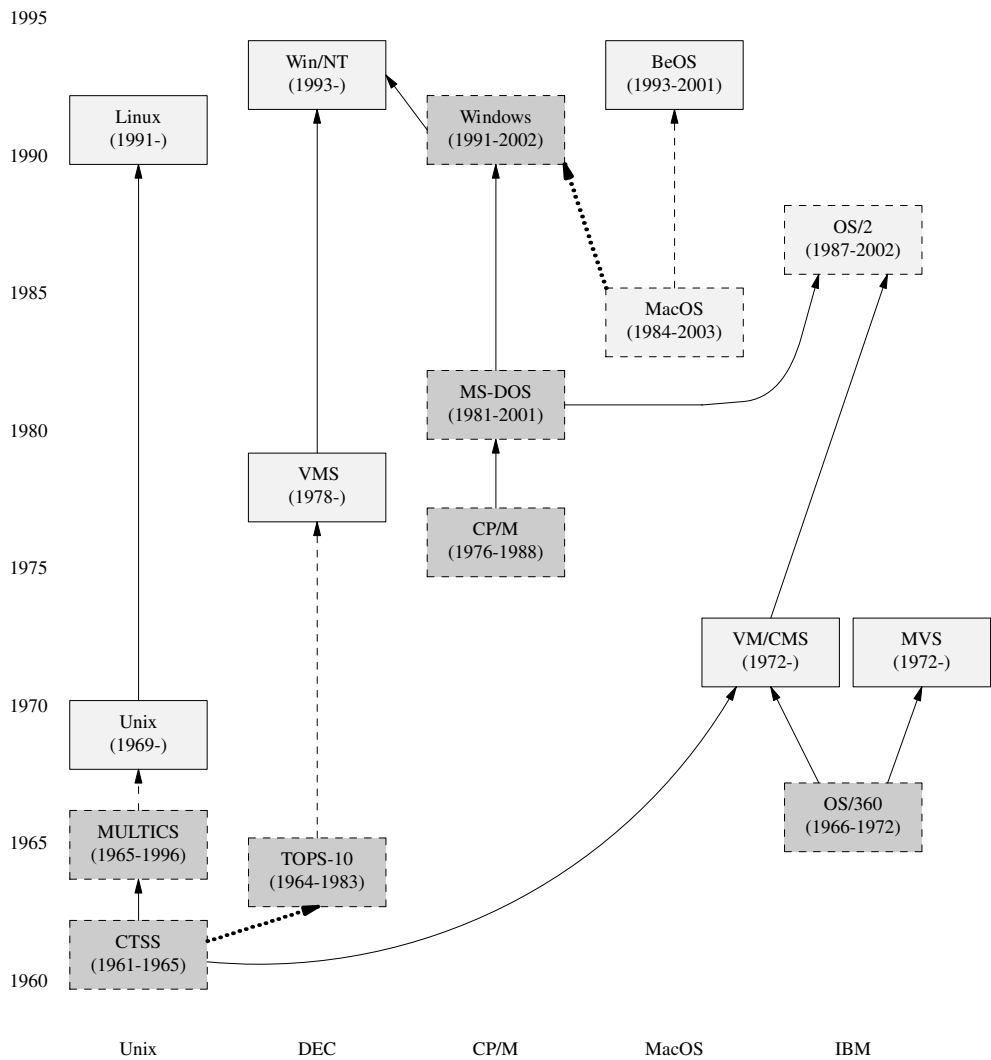 1995
Win/NT
(1993-)
BeOS
(1993-2001)
Linux
(1991-)
Windows
(1991-2002)
1990
OS/2
(1987-2002)
1985
MacOS
(1984-2003)
MS-DOS
(1981-2001)
1980
VMS
(1978-)
CP/M
(1976-1988)
1975
VM/CMS
(1972-)
MVS
(1972-)
1970
Unix
(1969-)
OS/360
(1966-1972)
MULTICS
(1965-1996)
1965
TOPS-10
(1964-1983)
CTSS
(1961-1965)
1960
Unix
DEC
CP/M
MacOS
IBM